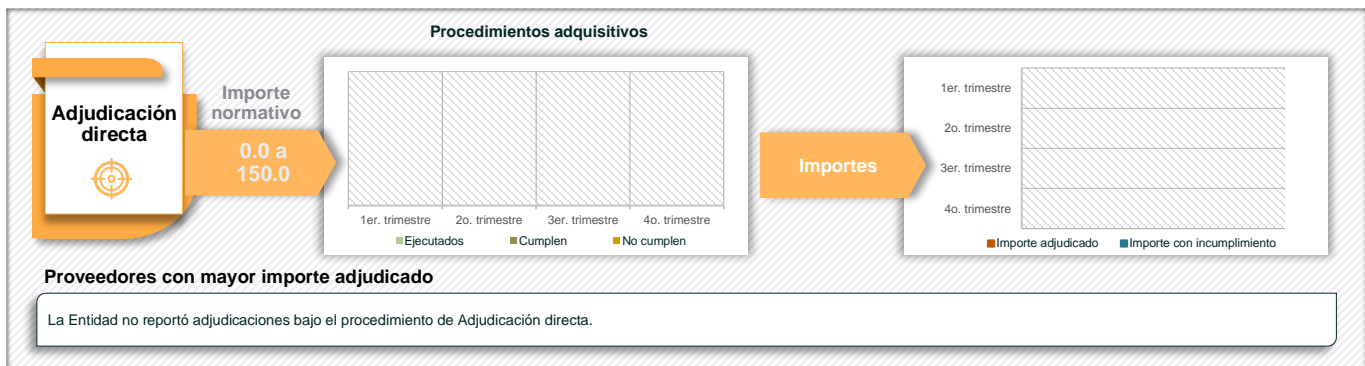 Procedimientos adquisitivos
Adjudicación
directa
Importe
normativo
0.0 a
150.0
1er. trimestre 2o. trimestre 3er. trimestre 4o. trimestre
Ejecutados Cumplen No cumplen
Importes
1er. trimestre
2o. trimestre
3er. trimestre
4o. trimestre
Importe adjudicado Importe con incumplimiento
Proveedores con mayor importe adjudicado
La Entidad no reportó adjudicaciones bajo el procedimiento de Adjudicación directa.